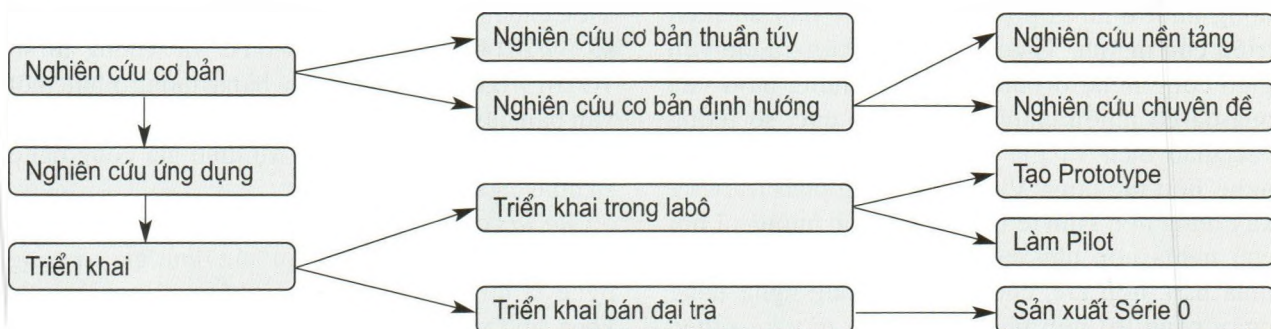 Nghiên cứu cơ bản
Nghiên cứu cơ bản thuần túy
Nghiên cứu cơ bản định hướng
Nghiên cứu nền tảng
Nghiên cứu chuyên đề
Nghiên cứu ứng dụng
Triển khai
Triển khai trong labô
Tạo Prototype
Làm Pilot
Triển khai bán đại trà
Sản xuất Série 0